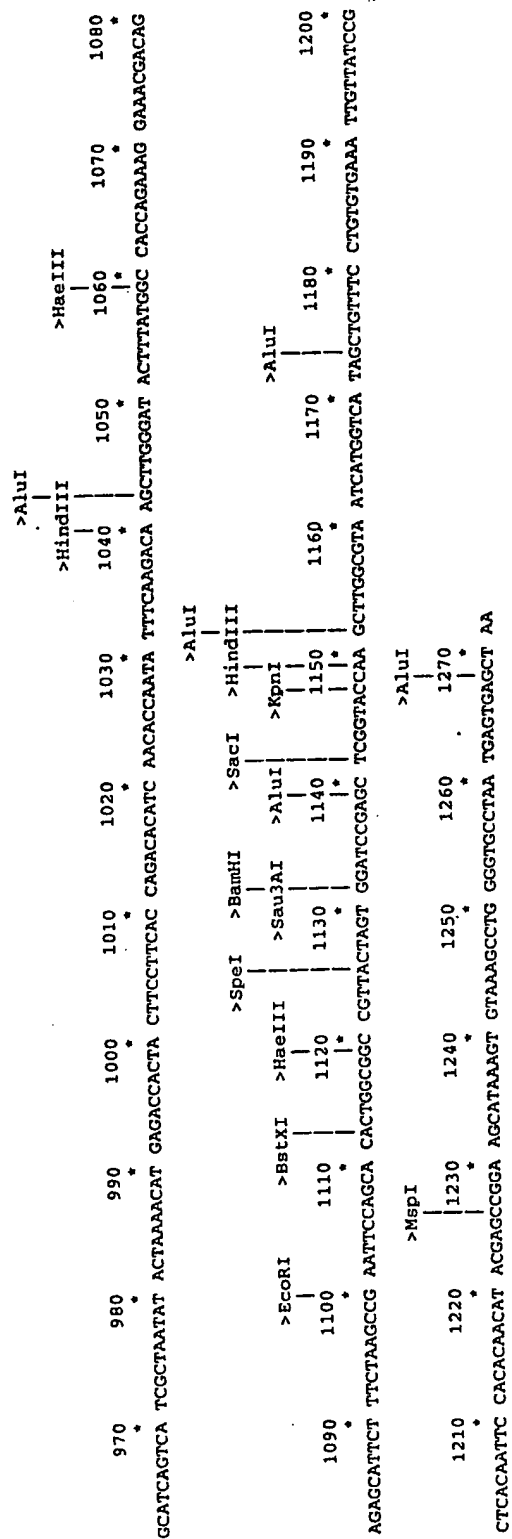 >AluI
>HindIII >HaeIII
970 980 990 1000 1010 1020 1030 1040 1050 1060 1070 1080
* * * * * * * * * * * *
GCATCAGTCA TCGCTAATAT ACTAAAACAT GAGACCACTA CTTCCTTCAC CAGACACATC AACACCAATA TTTCAAGACA AGCTTGGGAT ACTTTATGGC CACCAGAAAG GAAACGACAG
>AluI
>SpeI >BamHI >SacI >HindIII
>EcoRI >BstXI >HaeIII >Sau3AI >AluI >KpnI >AluI
1090 1100 1110 1120 1130 1140 1150 1160 1170 1180 1190 1200
* * * * * * * * * * * *
AGAGCATTCT TTCTAAGCCG AATTCCAGCA CACTGGCGGC CGTTACTAGT GGATCCGAGC TCGGTACCAA GCTTGGCGTA ATCATGGTCA TAGCTGTTTC CTGTGTGAAA TTGTTATCCG
>MspI >AluI
1210 1220 1230 1240 1250 1260 1270
* * * * * * *
CTCACAATTC CACACAACAT ACGAGCCGGA AGCATAAAGT GTAAAGCCTG GGGTGCCTAA TGAGTGAGCT AA